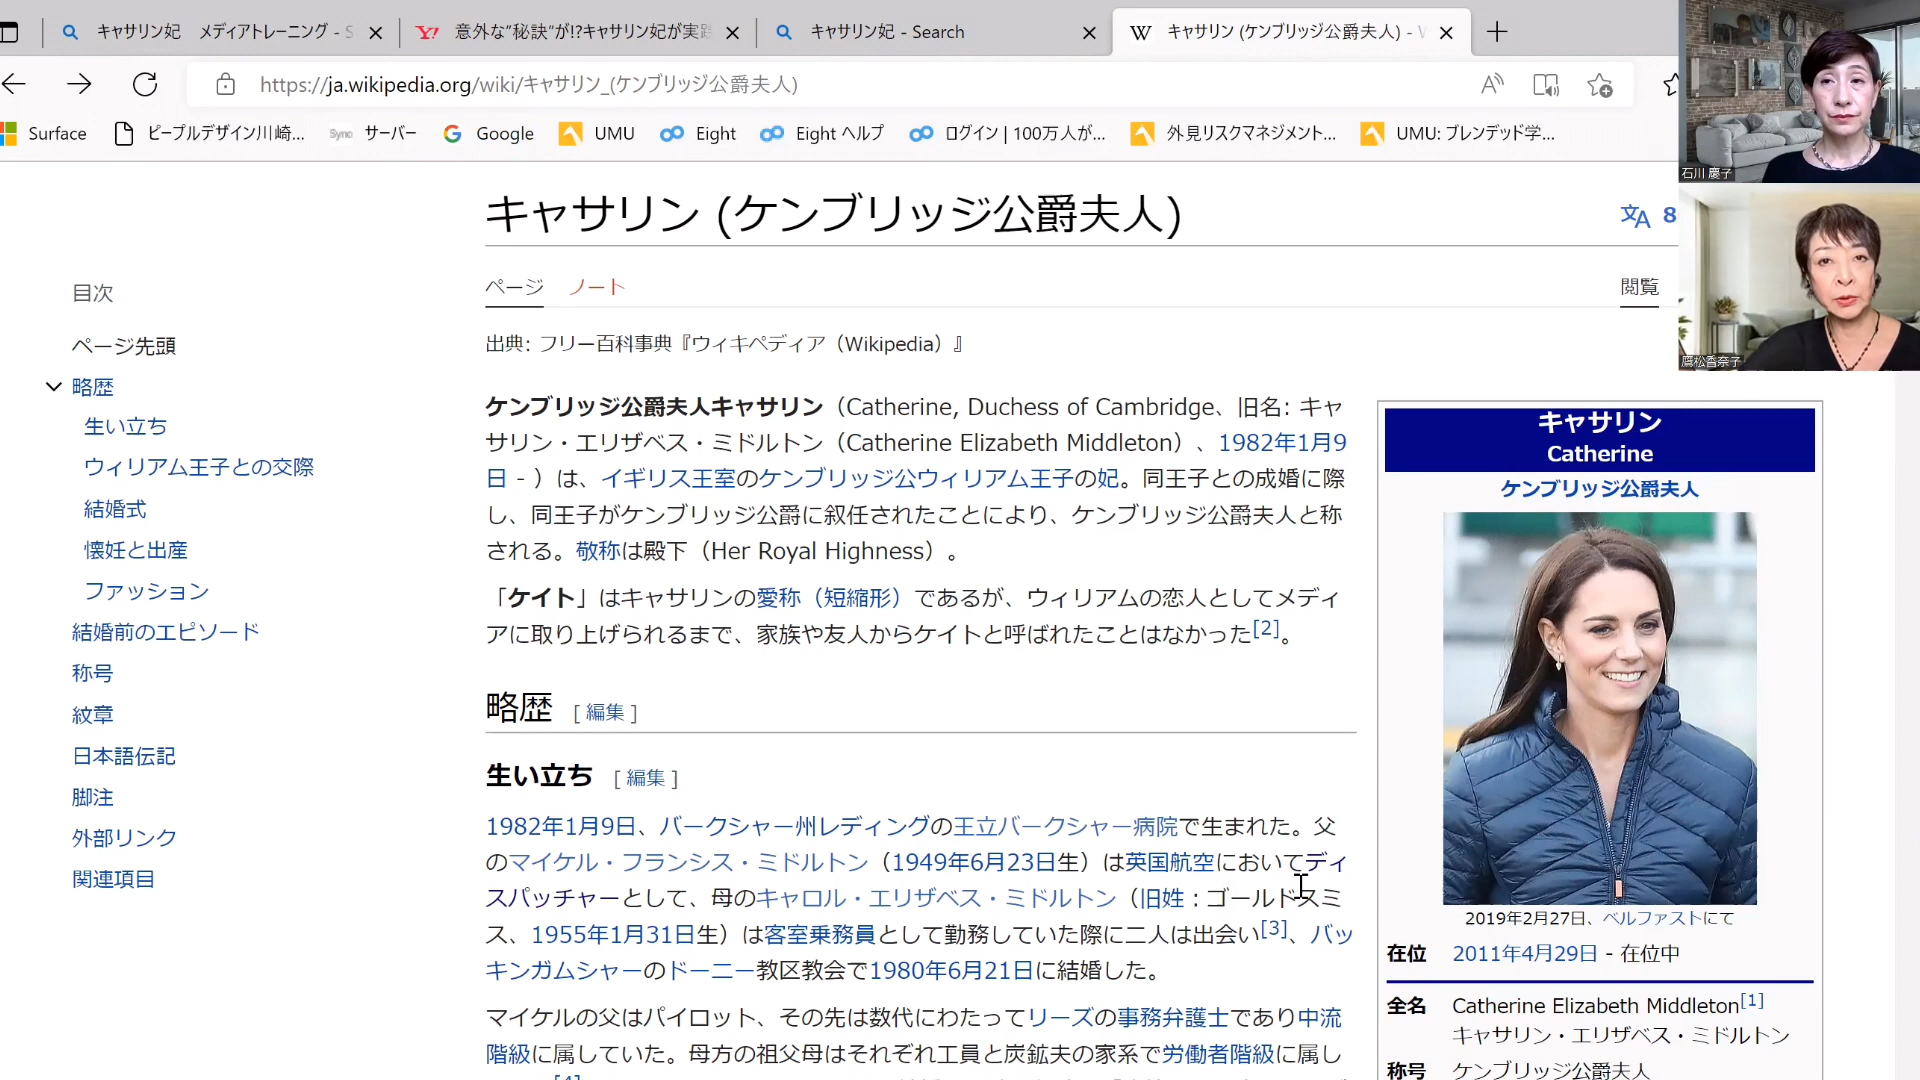 キャサリン妃　メディアトレーニング - S
意外な“秘訣”が!?キャサリン妃が実践
キャサリン妃 - Search
キャサリン (ケンブリッジ公爵夫人) - W
https://ja.wikipedia.org/wiki/キャサリン_(ケンブリッジ公爵夫人)
Surface
ピープルデザイン川崎...
Sync サーバー
Google
UMU
Eight
Eight ヘルプ
ログイン | 100万人が...
外見リスクマネジメント...
UMU: ブレンデッド学...
石川 慶子
鷹松香奈子
キャサリン (ケンブリッジ公爵夫人)
文A 8
ページ ノート
閲覧
目次
ページ先頭
略歴
生い立ち
ウィリアム王子との交際
結婚式
懐妊と出産
ファッション
結婚前のエピソード
称号
紋章
日本語伝記
脚注
外部リンク
関連項目
出典: フリー百科事典『ウィキペディア（Wikipedia）』
ケンブリッジ公爵夫人キャサリン（Catherine, Duchess of Cambridge、旧名: キャ
サリン・エリザベス・ミドルトン（Catherine Elizabeth Middleton）、1982年1月9
日 - ）は、イギリス王室のケンブリッジ公ウィリアム王子の妃。同王子との成婚に際
し、同王子がケンブリッジ公爵に叙任されたことにより、ケンブリッジ公爵夫人と称
される。敬称は殿下（Her Royal Highness）。
「ケイト」はキャサリンの愛称（短縮形）であるが、ウィリアムの恋人としてメディ
アに取り上げられるまで、家族や友人からケイトと呼ばれたことはなかった[2]。
略歴 [ 編集 ]
生い立ち [ 編集 ]
1982年1月9日、バークシャー州レディングの王立バークシャー病院で生まれた。父
のマイケル・フランシス・ミドルトン（1949年6月23日生）は英国航空においてディ
スパッチャーとして、母のキャロル・エリザベス・ミドルトン（旧姓：ゴールドスミ
ス、1955年1月31日生）は客室乗務員として勤務していた際に二人は出会い[3]、バッ
キンガムシャーのドーニー教区教会で1980年6月21日に結婚した。
マイケルの父はパイロット、その先は数代にわたってリーズの事務弁護士であり中流
階級に属していた。母方の祖父母はそれぞれ工員と炭鉱夫の家系で労働者階級に属し
キャサリン
Catherine
ケンブリッジ公爵夫人
2019年2月27日、ベルファストにて
在位 2011年4月29日 - 在位中
全名 Catherine Elizabeth Middleton[1]
キャサリン・エリザベス・ミドルトン
称号 ケンブリッジ公爵夫人